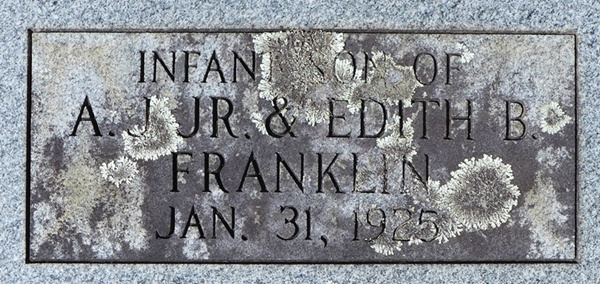 INFANT SON OF
A. J. JR. & EDITH B.
FRANKLIN
JAN. 31, 1925